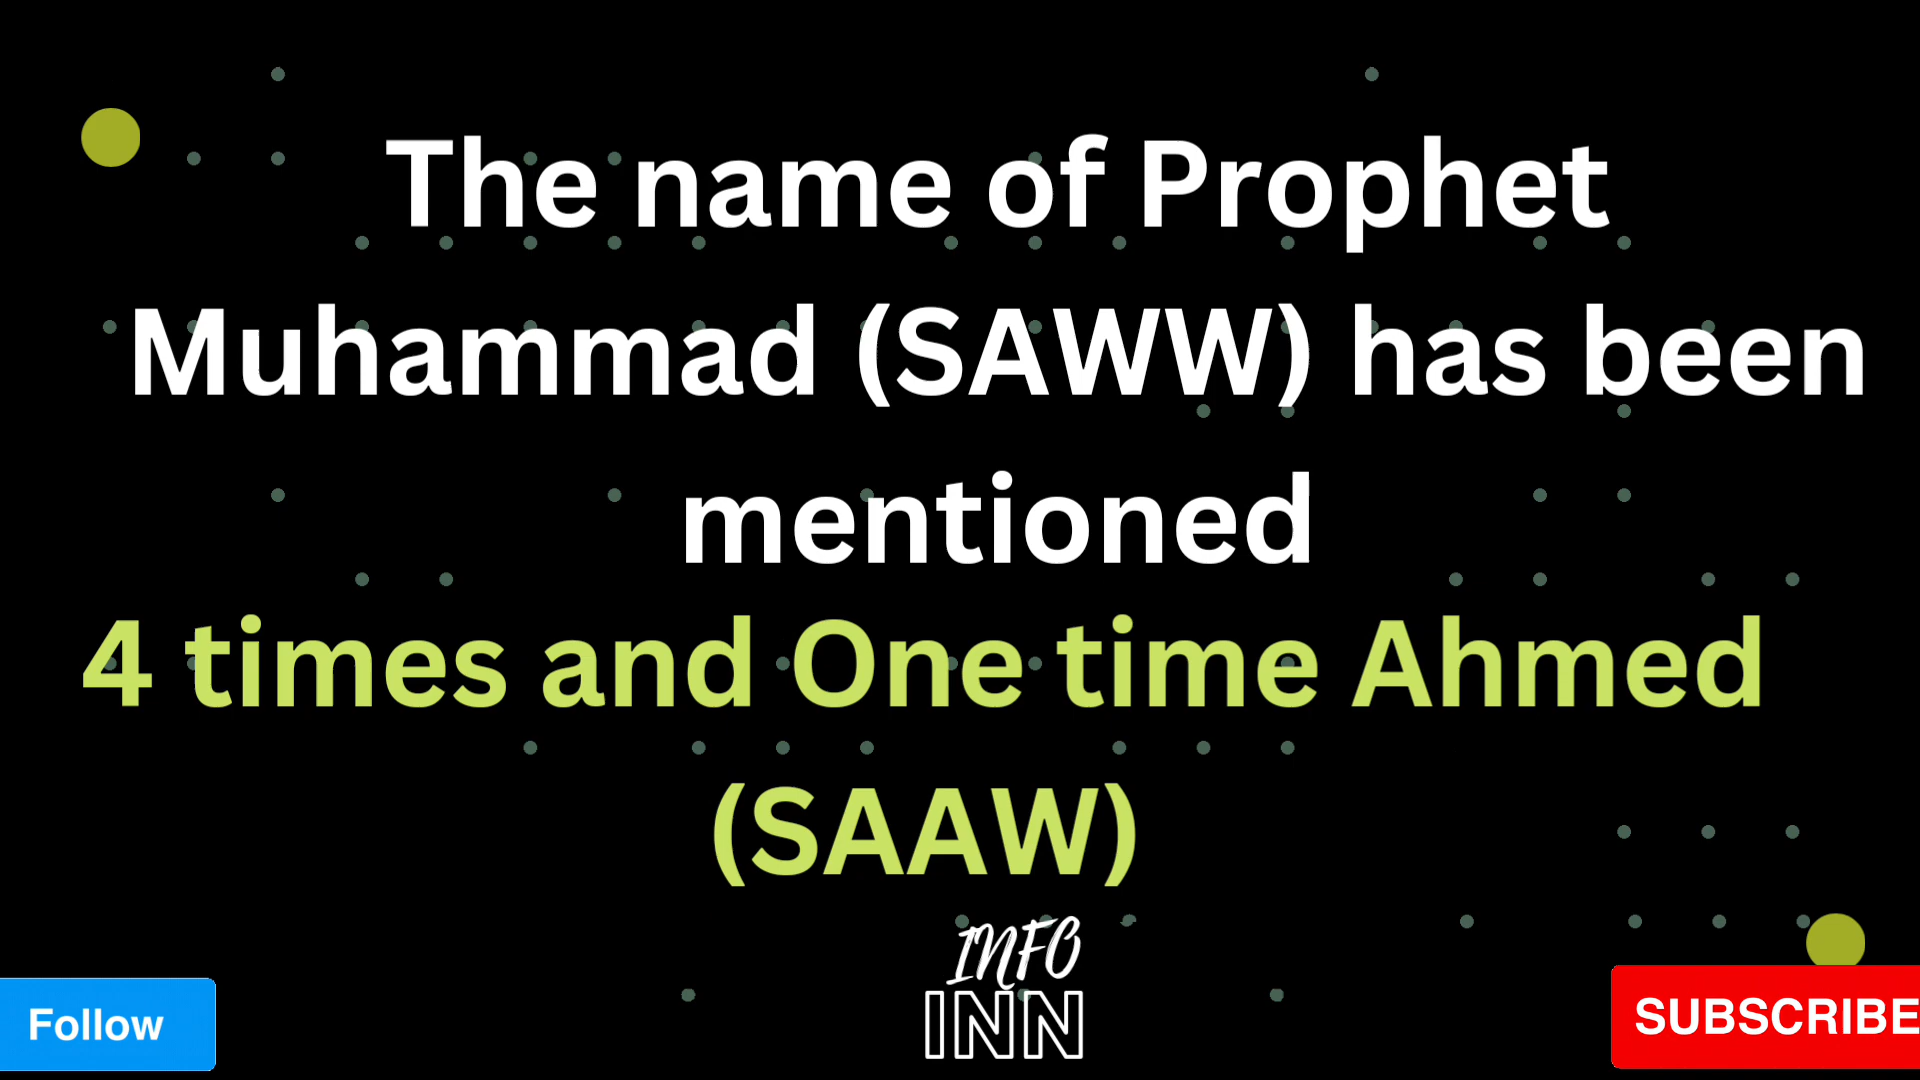 The name of Prophet
Muhammad (SAWW) has been
mentioned
4 times and One time Ahmed
(SAAW)
INFO
INN
Follow
SUBSCRIBE